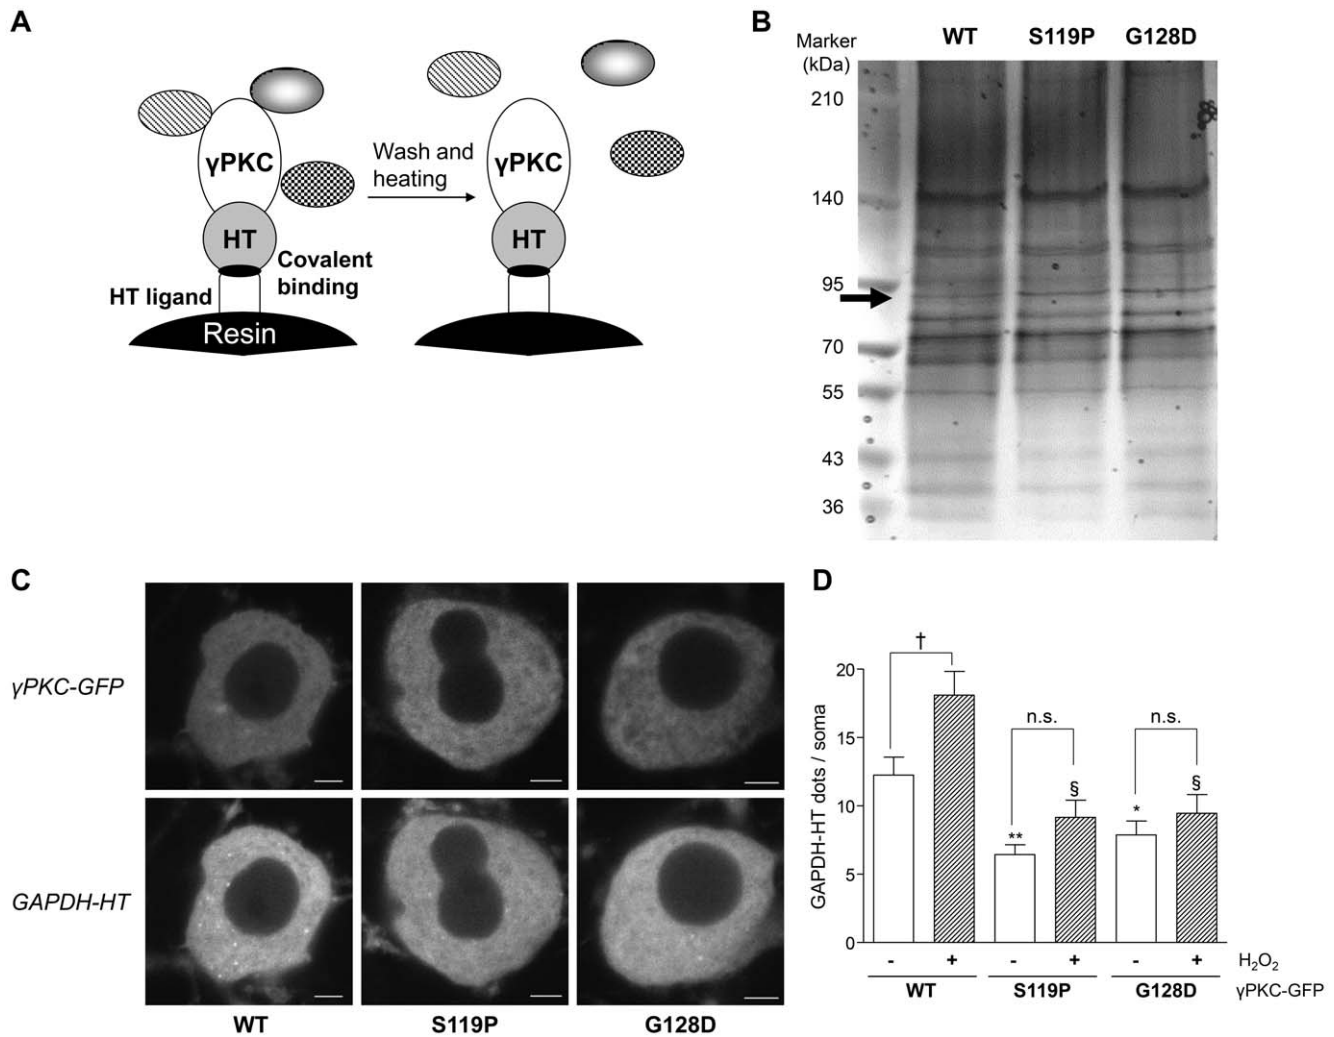 A
γPKC
HT
HT ligand
Covalent
binding
Resin
Wash and
heating
γPKC
HT
B
Marker
(kDa)
WT
S119P
G128D
210
140
95
70
55
43
36
C
γPKC-GFP
GAPDH-HT
WT
S119P
G128D
D
GAPDH-HT dots / soma
20
15
10
5
0
†
n.s.
n.s.
**
§
*
§
- + - + - + H₂O₂
WT S119P G128D γPKC-GFP